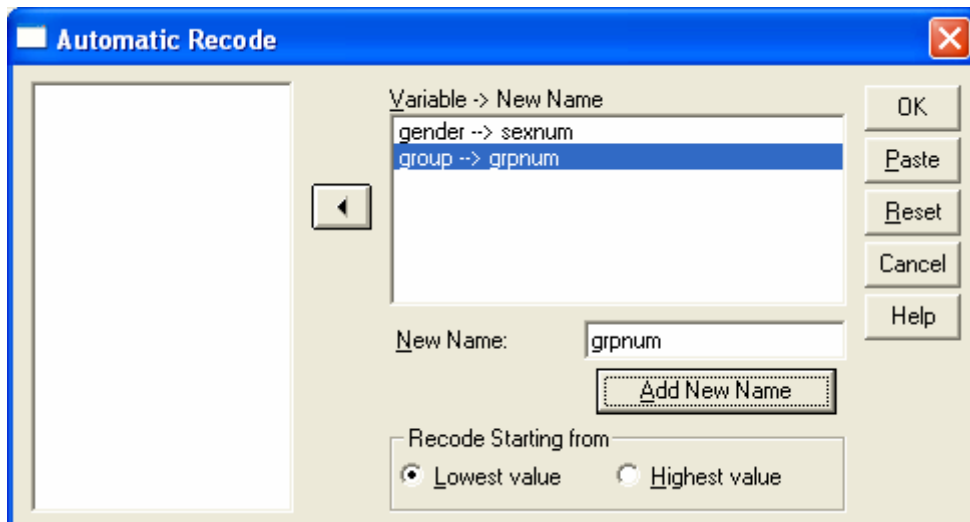 Automatic Recode
Variable -> New Name
gender --> sexnum
group --> grpnum
New Name:
grpnum
Add New Name
Recode Starting from
Lowest value
Highest value
OK
Paste
Reset
Cancel
Help